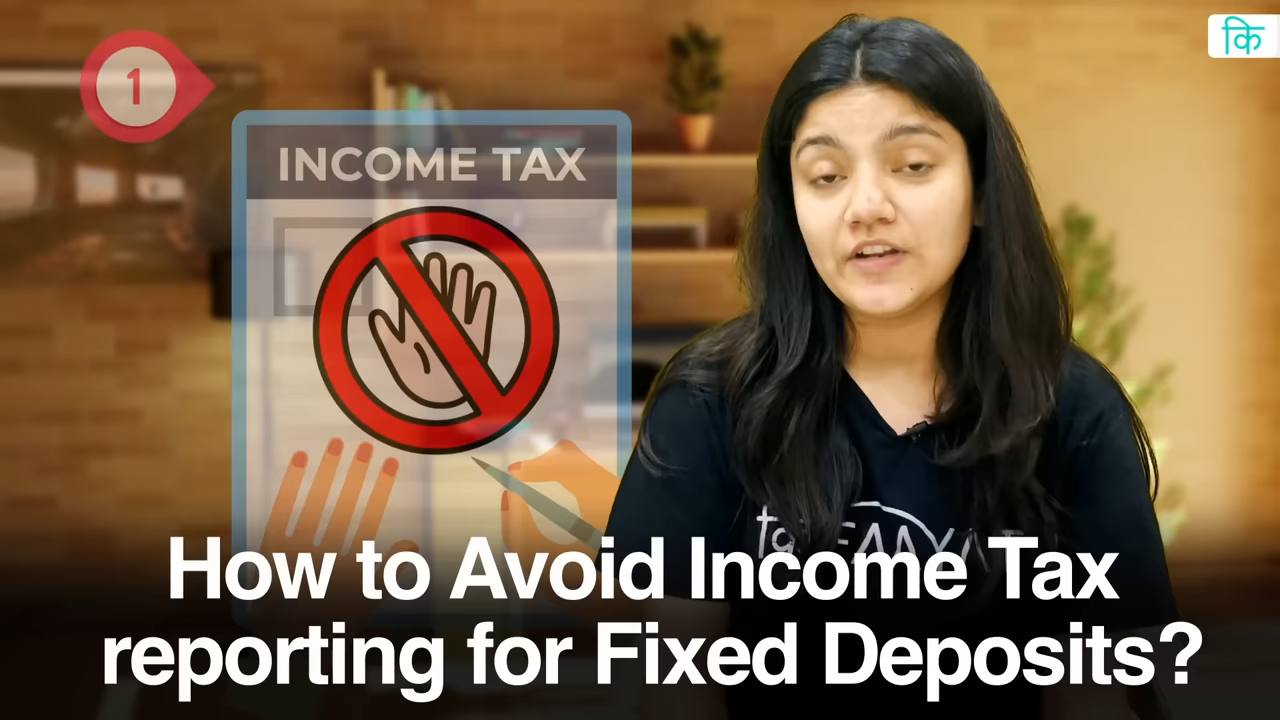 1
कि
INCOME TAX
How to Avoid Income Tax
reporting for Fixed Deposits?